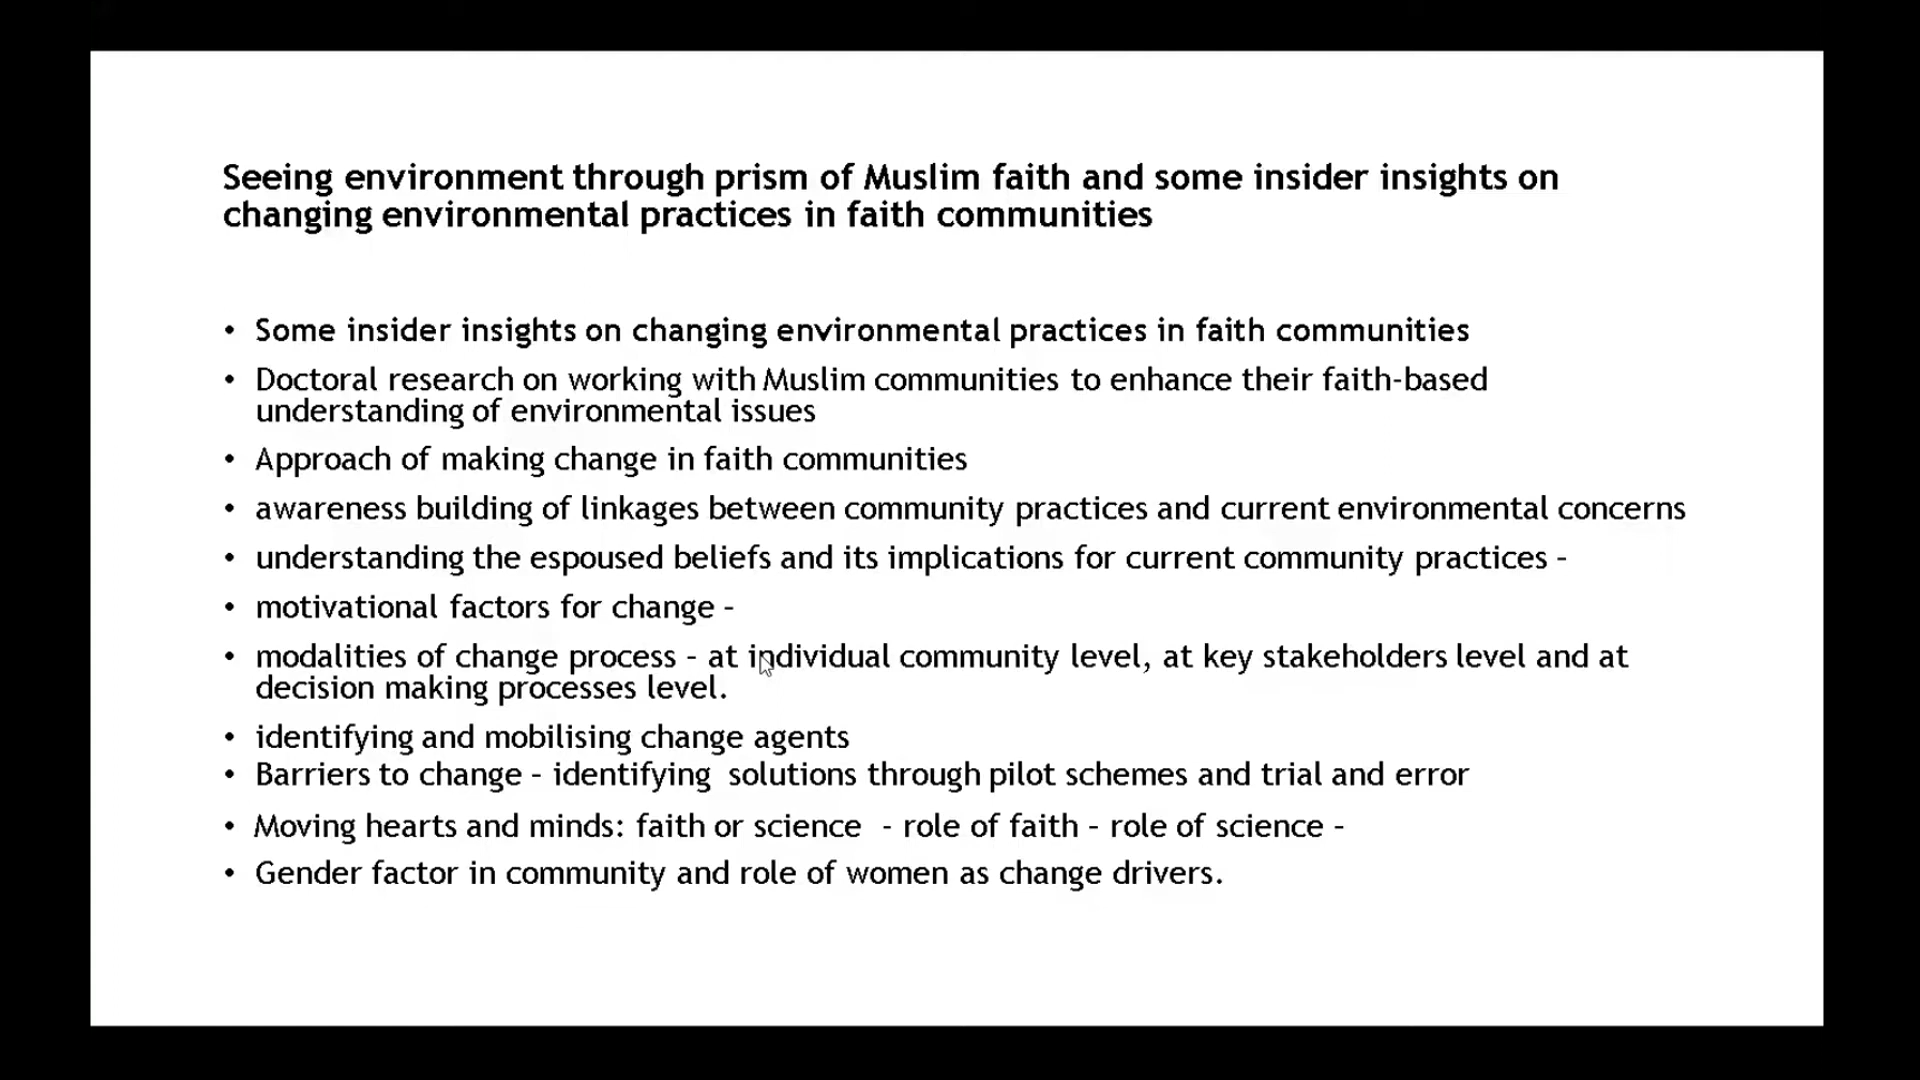 Seeing environment through prism of Muslim faith and some insider insights on
changing environmental practices in faith communities
• Some insider insights on changing environmental practices in faith communities
• Doctoral research on working with Muslim communities to enhance their faith-based
understanding of environmental issues
• Approach of making change in faith communities
• awareness building of linkages between community practices and current environmental concerns
• understanding the espoused beliefs and its implications for current community practices –
• motivational factors for change –
• modalities of change process – at individual community level, at key stakeholders level and at
decision making processes level.
• identifying and mobilising change agents
• Barriers to change – identifying  solutions through pilot schemes and trial and error
• Moving hearts and minds: faith or science  - role of faith – role of science –
• Gender factor in community and role of women as change drivers.